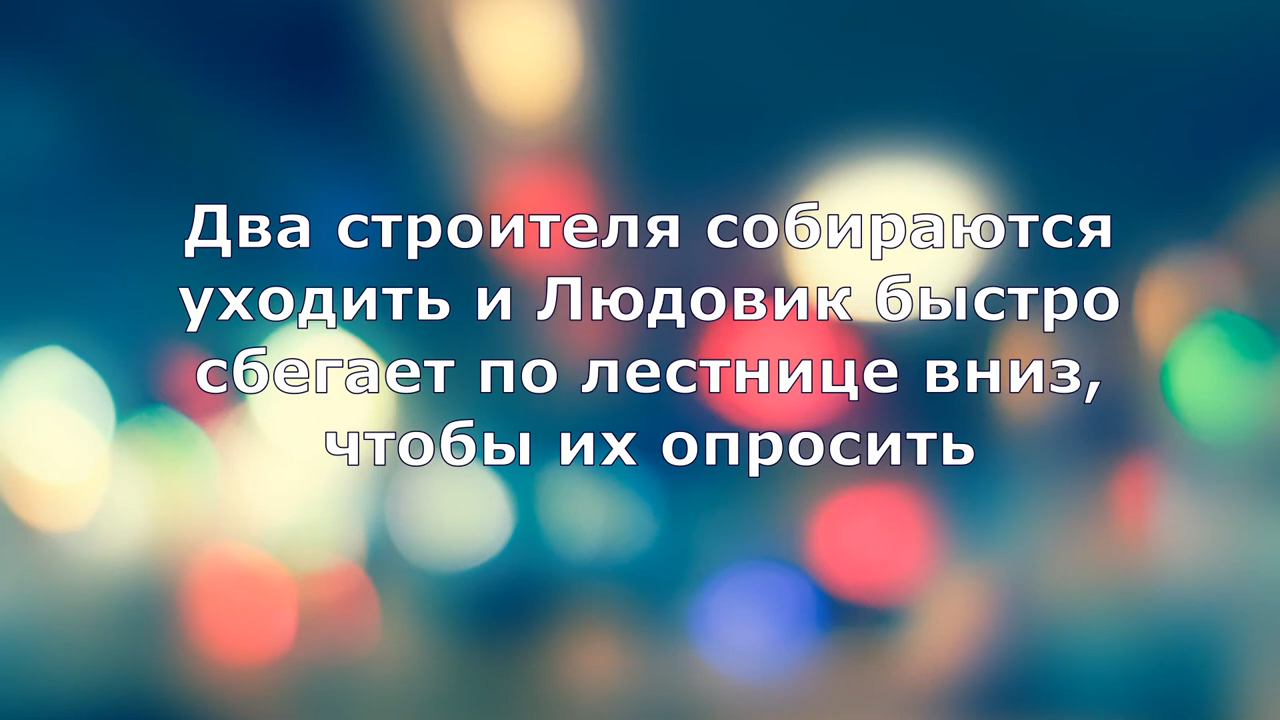 Два строителя собираются
уходить и Людовик быстро
сбегает по лестнице вниз,
чтобы их опросить